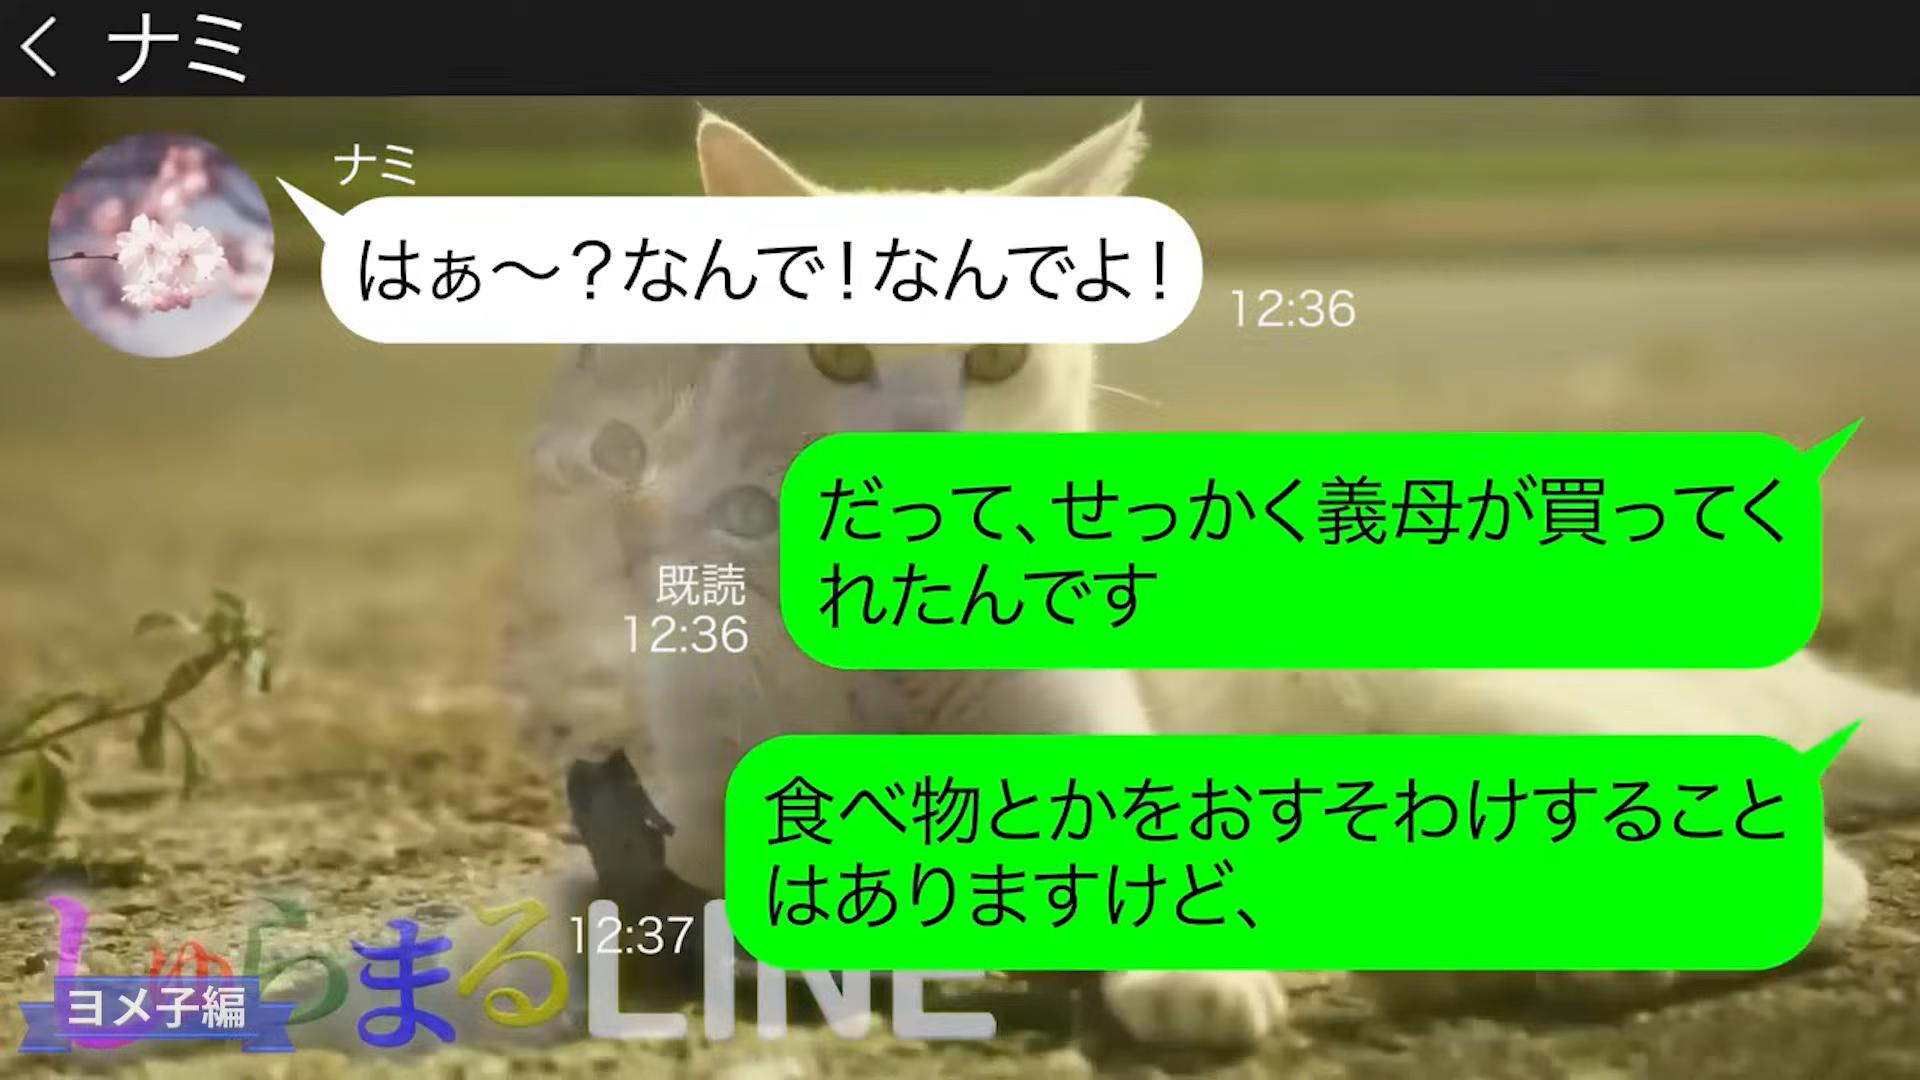 ナミ
ナミ
はぁ〜？なんで！なんでよ！
12:36
だって、せっかく義母が買ってく
れたんです
既読
12:36
食べ物とかをおすそわけすること
はありますけど、
12:37
しゅらまるLINE
ヨメ子編